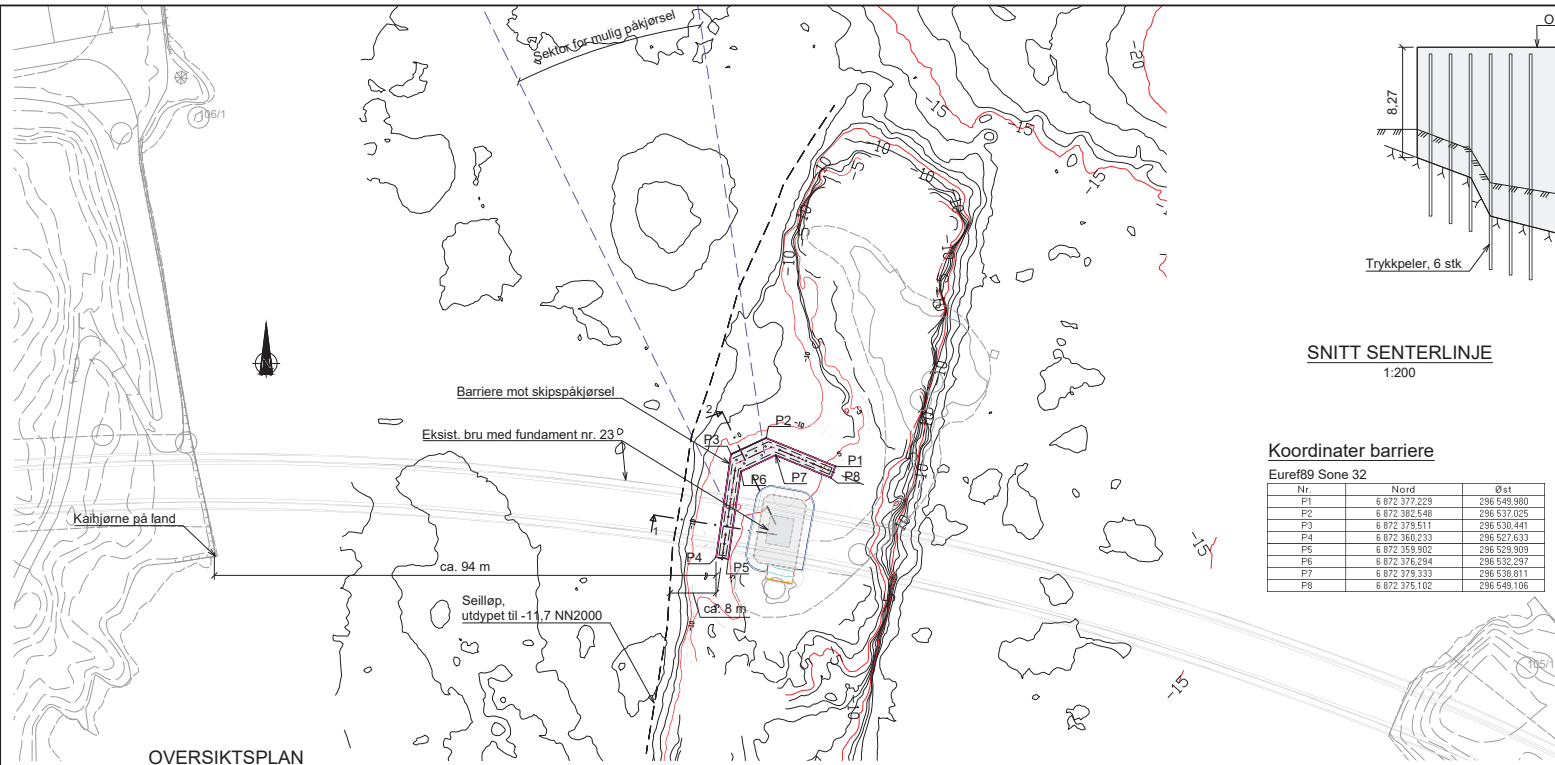 Sektor for mulig påkjørsel
106/1
-20
-15
-15
-15
-10
-5
-10
-10
O
8,27
Trykkpeler, 6 stk
SNITT SENTERLINJE
1:200
Barriere mot skipspåkjørsel
Eksist. bru med fundament nr. 23
2
P3
P2
P1
P8
P7
P6
1
P4
P5
Kaihjørne på land
ca. 94 m
ca. 8 m
Seilløp,
utdypet til -11,7 NN2000
-15
-15
105/1
Koordinater barriere
Euref89 Sone 32
Nr. Nord Øst
P1 6 872 377,229 296 549,980
P2 6 872 382,548 296 537,025
P3 6 872 379,511 296 530,441
P4 6 872 360,233 296 527,633
P5 6 872 359,902 296 529,909
P6 6 872 376,294 296 532,297
P7 6 872 379,333 296 538,811
P8 6 872 375,102 296 549,106
OVERSIKTSPLAN